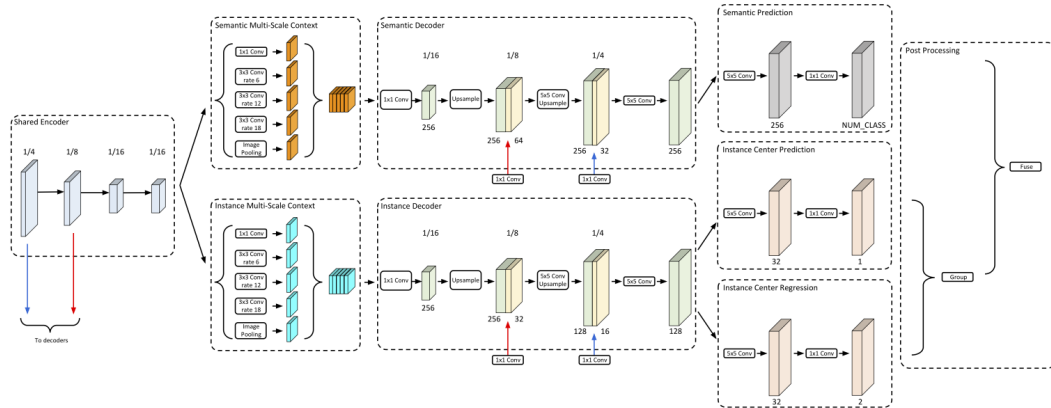 Shared Encoder
1/4
1/8
1/16
1/16
To decoders
Semantic Multi-Scale Context
1x1 Conv
3x3 Conv
rate 6
3x3 Conv
rate 12
3x3 Conv
rate 18
Image
Pooling
Semantic Decoder
1/16
1/8
1/4
1x1 Conv
256
Upsample
256
64
5x5 Conv
Upsample
256
32
5x5 Conv
256
1x1 Conv
1x1 Conv
Semantic Prediction
5x5 Conv
256
1x1 Conv
NUM_CLASS
Instance Multi-Scale Context
1x1 Conv
3x3 Conv
rate 6
3x3 Conv
rate 12
3x3 Conv
rate 18
Image
Pooling
Instance Decoder
1/16
1/8
1/4
1x1 Conv
256
Upsample
256
32
5x5 Conv
Upsample
128
16
5x5 Conv
128
1x1 Conv
1x1 Conv
Instance Center Prediction
5x5 Conv
32
1x1 Conv
1
Instance Center Regression
5x5 Conv
32
1x1 Conv
2
Post Processing
Group
Fuse